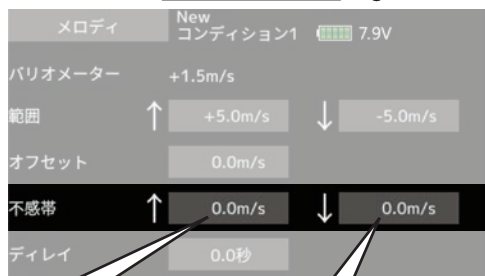 メロディ
New
コンディション1
7.9V
バリオメーター +1.5m/s
範囲 ↑ +5.0m/s ↓ -5.0m/s
オフセット 0.0m/s
不感帯 ↑ 0.0m/s ↓ 0.0m/s
ディレイ 0.0秒